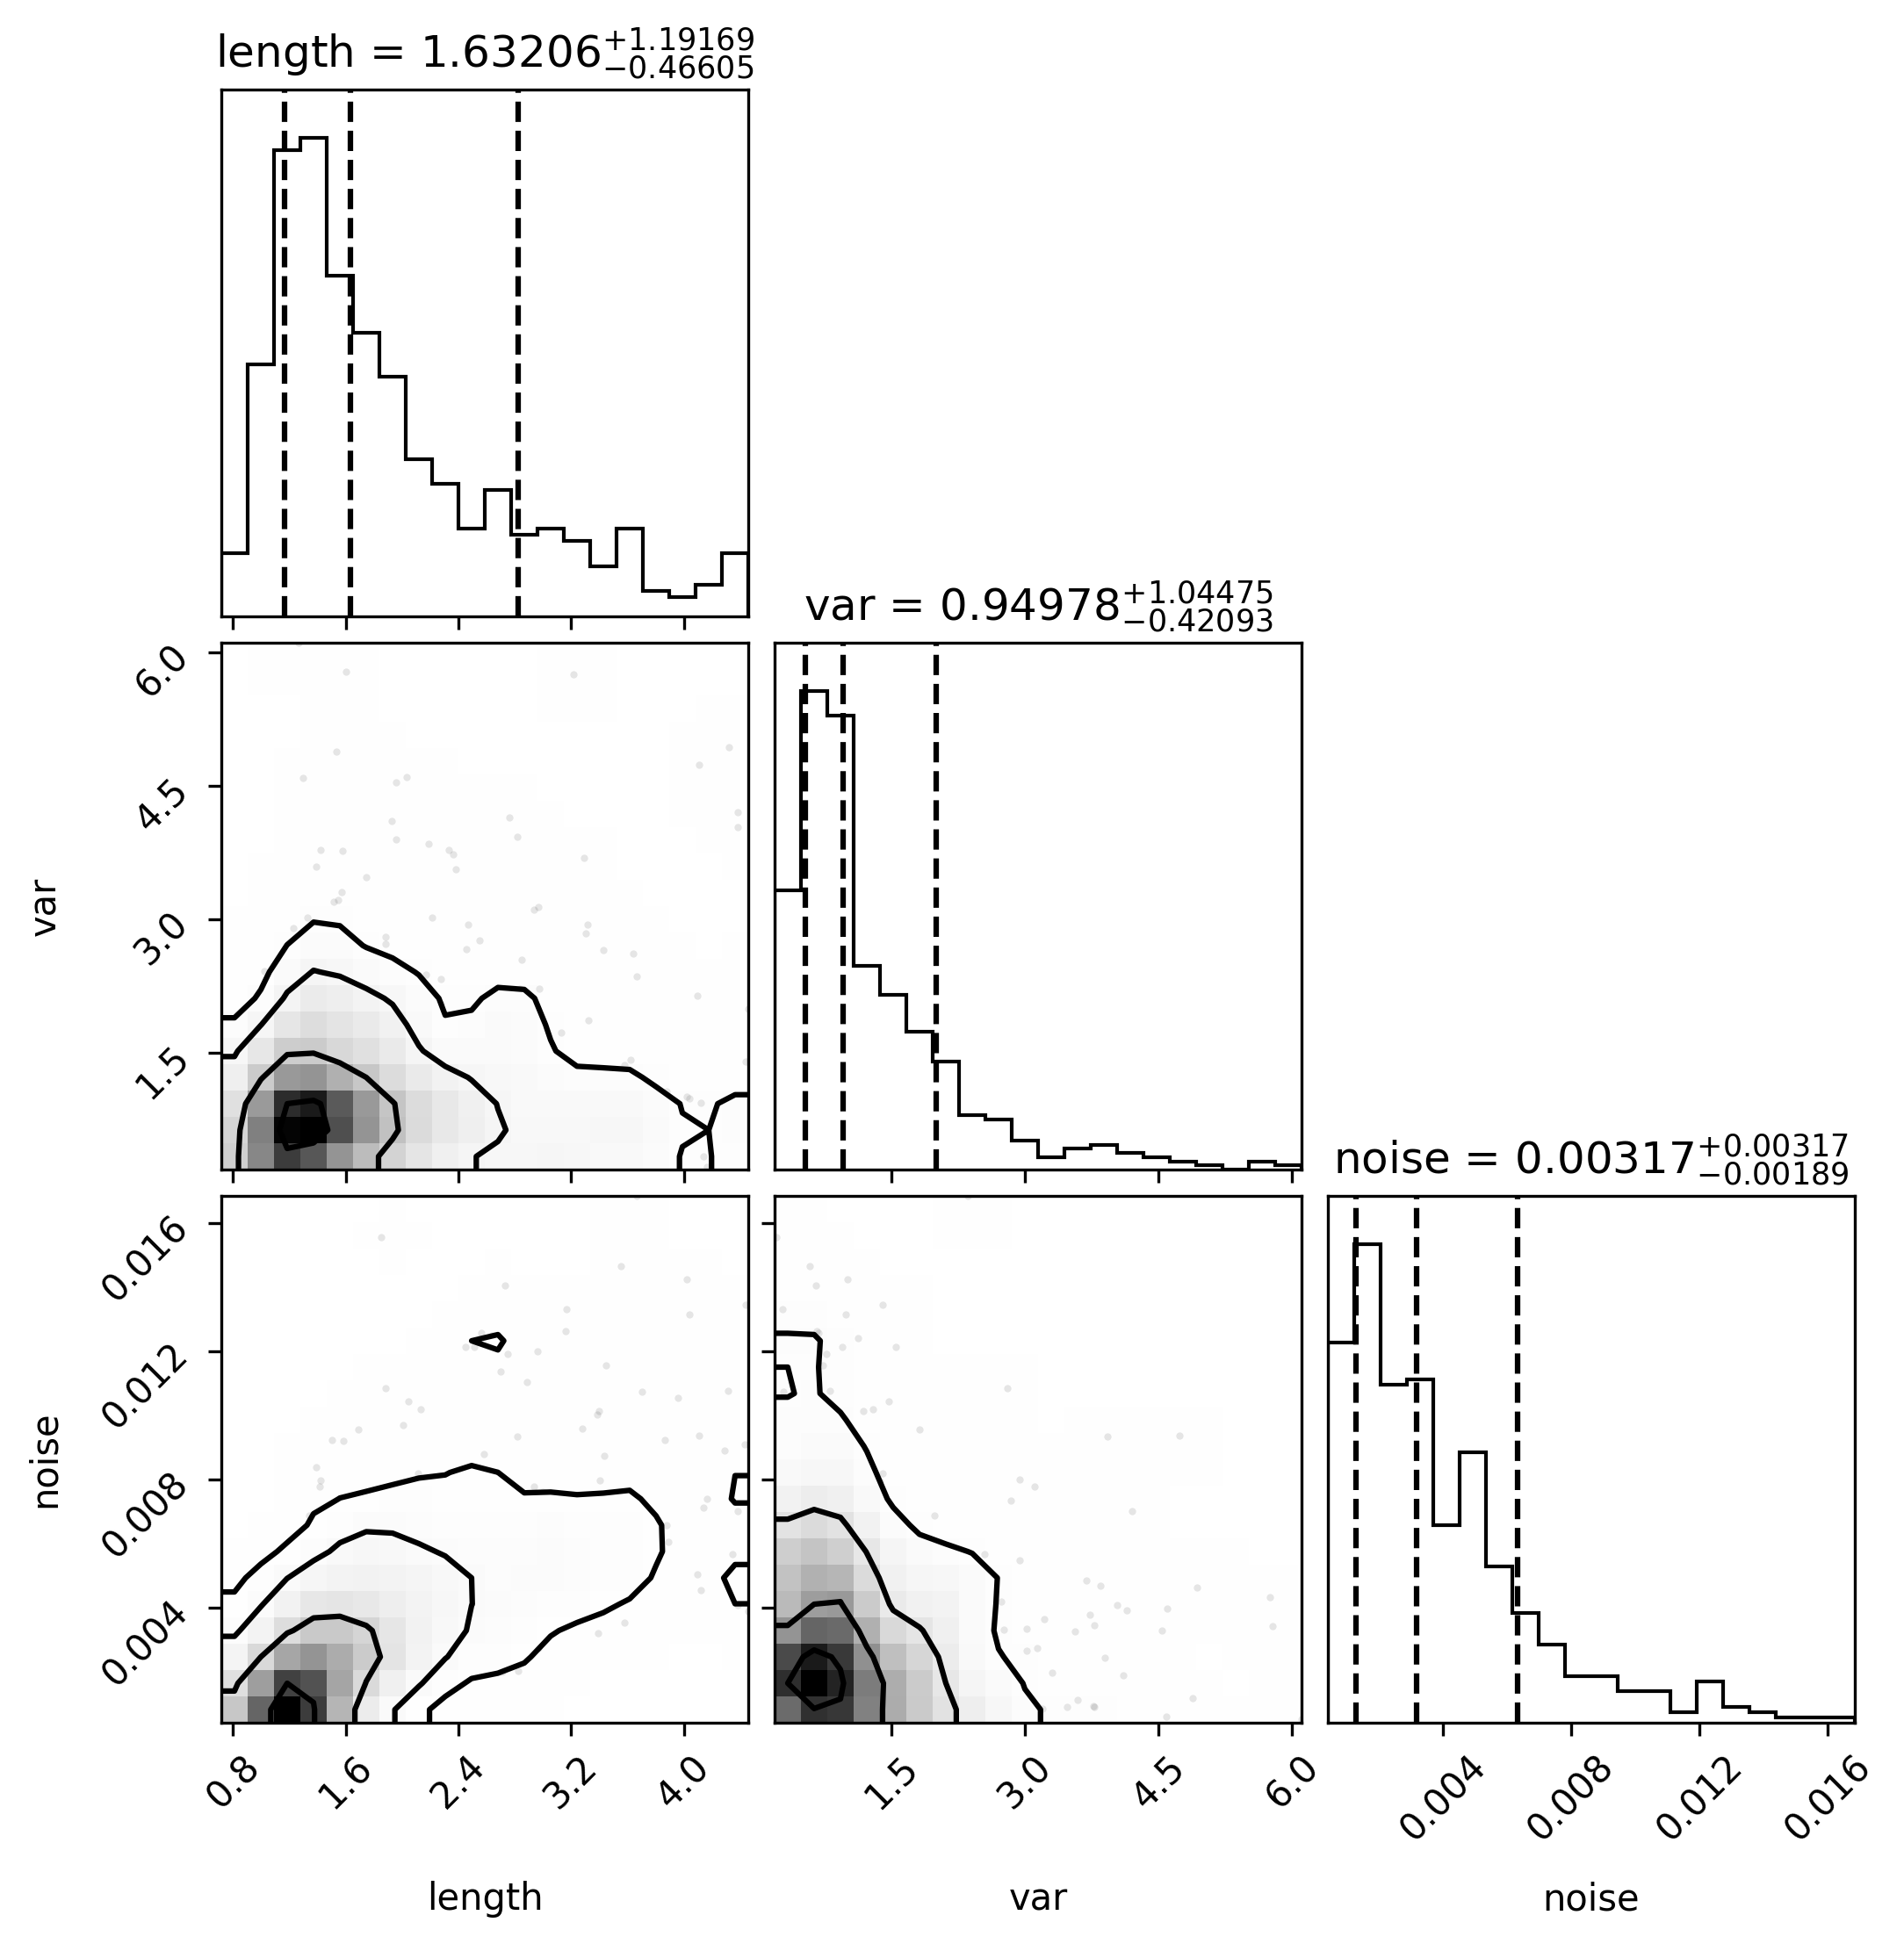 length = 1.63206 +1.19169 −0.46605
var = 0.94978 +1.04475 −0.42093
6.0
4.5
3.0
1.5
var
noise = 0.00317 +0.00317 −0.00189
0.016
0.012
0.008
0.004
noise
0.8 1.6 2.4 3.2 4.0 1.5 3.0 4.5 6.0 0.004 0.008 0.012 0.016
length var noise